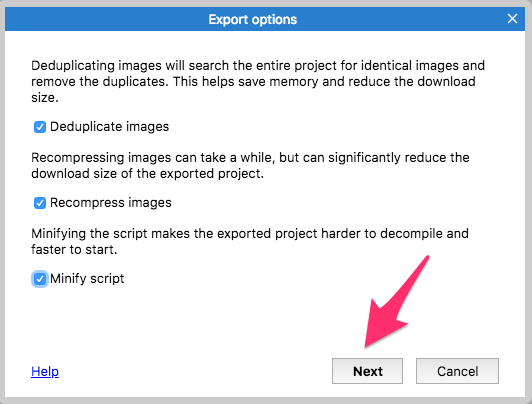 Export options
Deduplicating images will search the entire project for identical images and
remove the duplicates. This helps save memory and reduce the download
size.
Deduplicate images
Recompressing images can take a while, but can significantly reduce the
download size of the exported project.
Recompress images
Minifying the script makes the exported project harder to decompile and
faster to start.
Minify script
Help
Next
Cancel